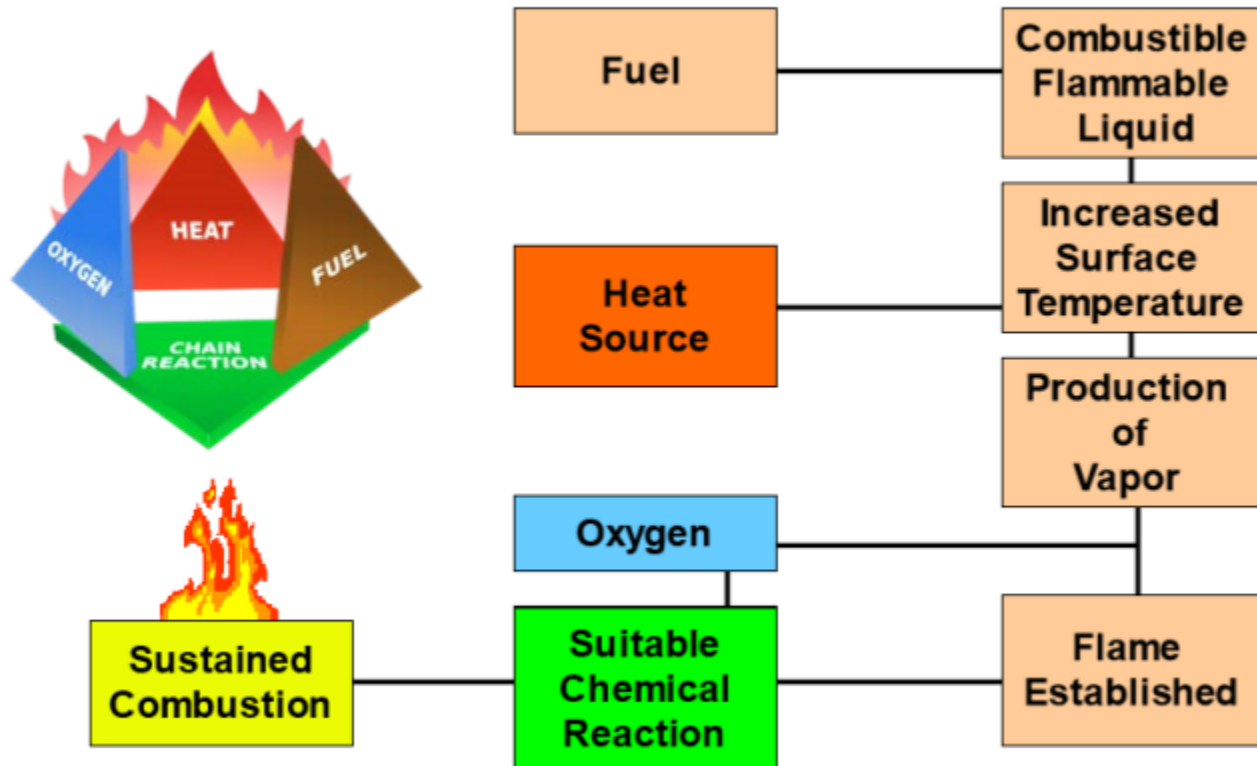 Fuel
Combustible
Flammable
Liquid
HEAT
OXYGEN
FUEL
CHAIN
REACTION
Heat
Source
Increased
Surface
Temperature
Production
of
Vapor
Oxygen
Sustained
Combustion
Suitable
Chemical
Reaction
Flame
Established